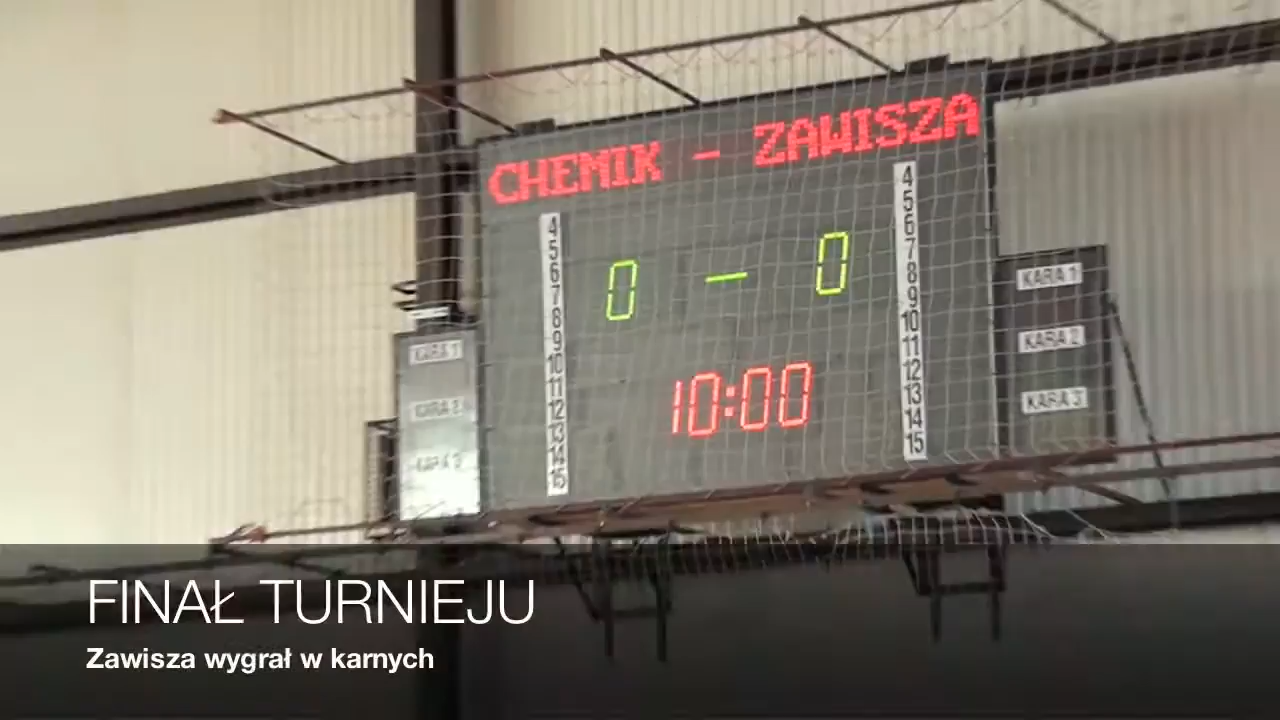 CHEMIK - ZAWISZA
0 - 0
10:00
4
5
6
7
8
9
10
11
12
13
14
15
4
5
6
7
8
9
10
11
12
13
14
15
KARA 1
KARA 2
KARA 3
KARA 1
KARA 2
KARA 3
FINAŁ TURNIEJU
Zawisza wygrał w karnych